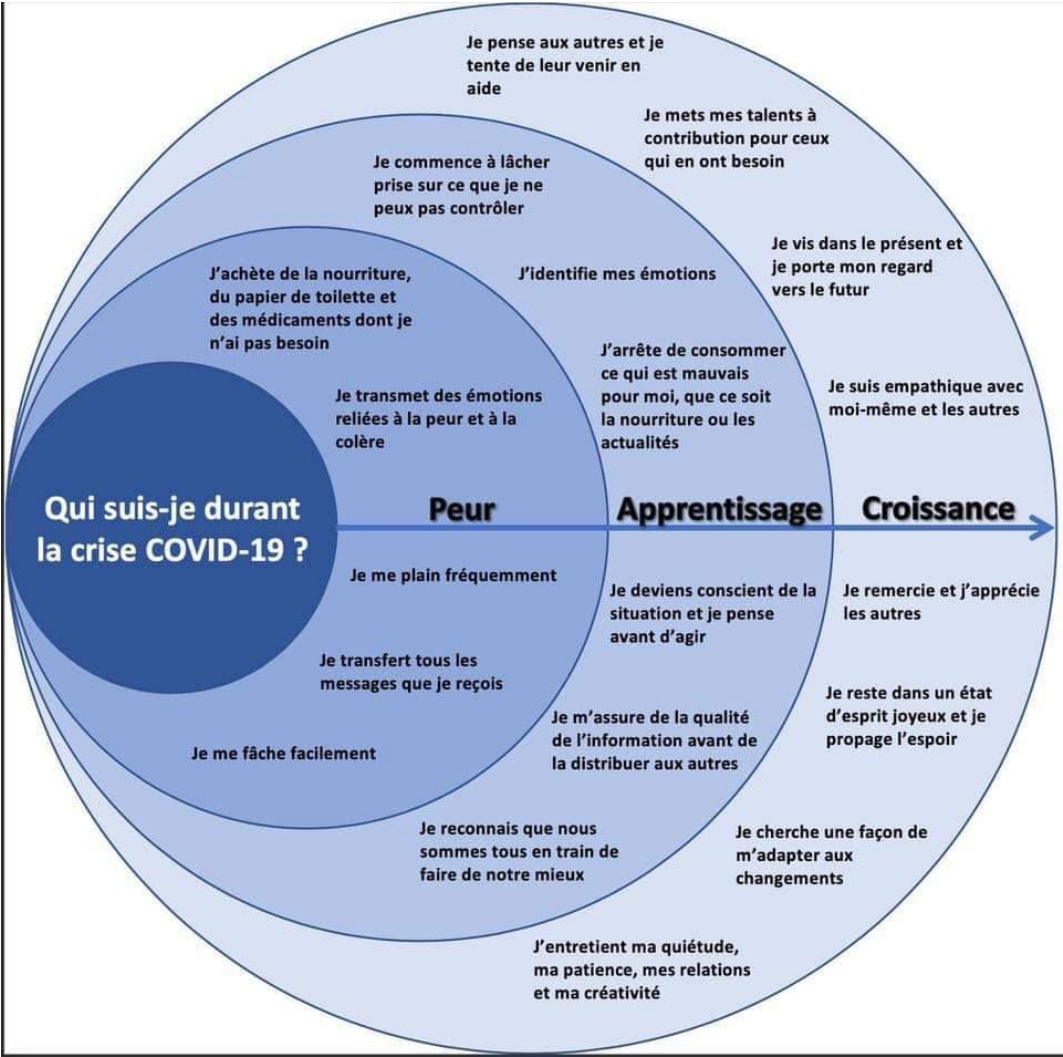 Je pense aux autres et je
tente de leur venir en
aide
Je mets mes talents à
contribution pour ceux
qui en ont besoin
Je commence à lâcher
prise sur ce que je ne
peux pas contrôler
Je vis dans le présent et
je porte mon regard
vers le futur
J'achète de la nourriture,
du papier de toilette et
des médicaments dont je
n'ai pas besoin
J'identifie mes émotions
J'arrête de consommer
ce qui est mauvais
pour moi, que ce soit
la nourriture ou les
actualités
Je transmet des émotions
reliées à la peur et à la
colère
Je suis empathique avec
moi-même et les autres
Qui suis-je durant
la crise COVID-19 ?
Peur
Apprentissage
Croissance
Je me plain fréquemment
Je deviens conscient de la
situation et je pense
avant d'agir
Je remercie et j'apprécie
les autres
Je transfert tous les
messages que je reçois
Je reste dans un état
d'esprit joyeux et je
propage l'espoir
Je m'assure de la qualité
de l'information avant de
la distribuer aux autres
Je me fâche facilement
Je reconnais que nous
sommes tous en train de
faire de notre mieux
Je cherche une façon de
m'adapter aux
changements
J'entretient ma quiétude,
ma patience, mes relations
et ma créativité